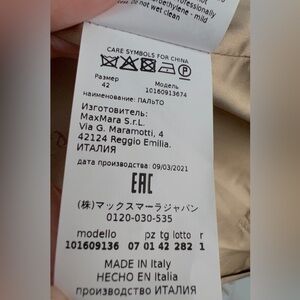 professionally
roethylene - mild
Do not wet clean
CARE SYMBOLS FOR CHINA
P
Размер Модель
42 10160913674
наименование: ПАЛЬТО
Изготовитель:
MaxMara S.r.L.
Via G. Maramotti, 4
42124 Reggio Emilia.
ИТАЛИЯ
дата производства: 09/03/2021
EAC
(株)マックスマーラジャパン
0120-030-535
modello pz tg lotto r
101609136 07 01 42 282 1
MADE IN Italy
HECHO EN Italia
производство ИТАЛИЯ